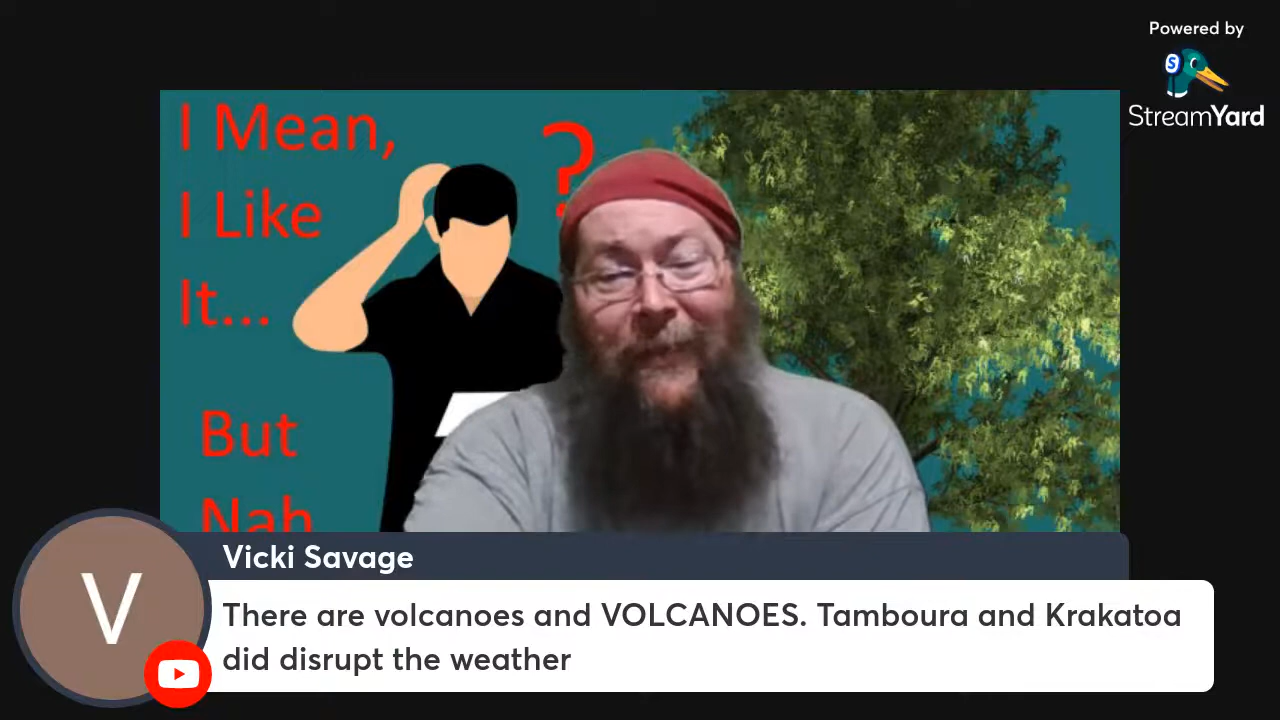 Powered by
StreamYard
I Mean,
I Like
It...
?
But
Nah
Vicki Savage
V
There are volcanoes and VOLCANOES. Tamboura and Krakatoa
did disrupt the weather